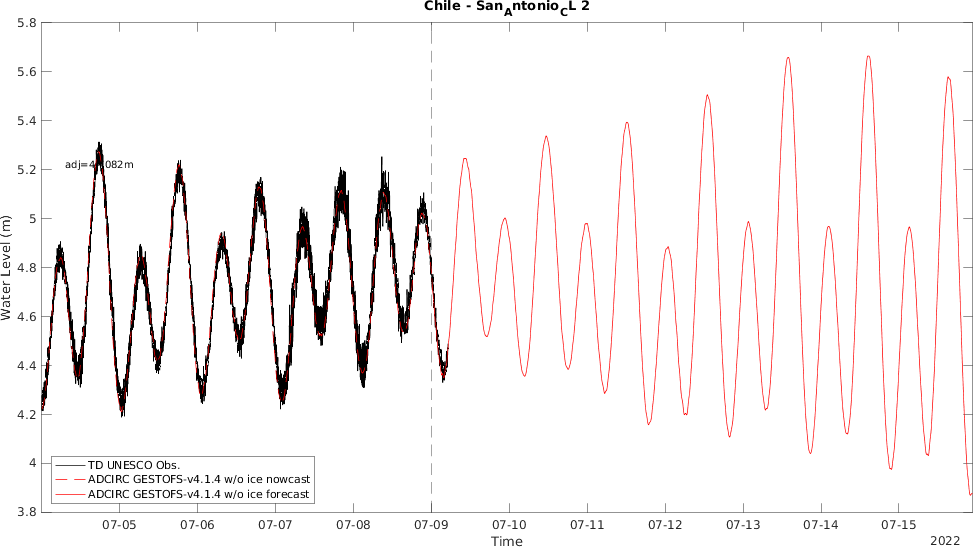 Chile - SanAntonioCL 2
5.8
5.6
5.4
5.2
5
4.8
4.6
4.4
4.2
4
3.8
Water Level (m)
TD UNESCO Obs.
ADCIRC GESTOFS-v4.1.4 w/o ice nowcast
ADCIRC GESTOFS-v4.1.4 w/o ice forecast
07-05 07-06 07-07 07-08 07-09 07-10 07-11 07-12 07-13 07-14 07-15
Time
2022